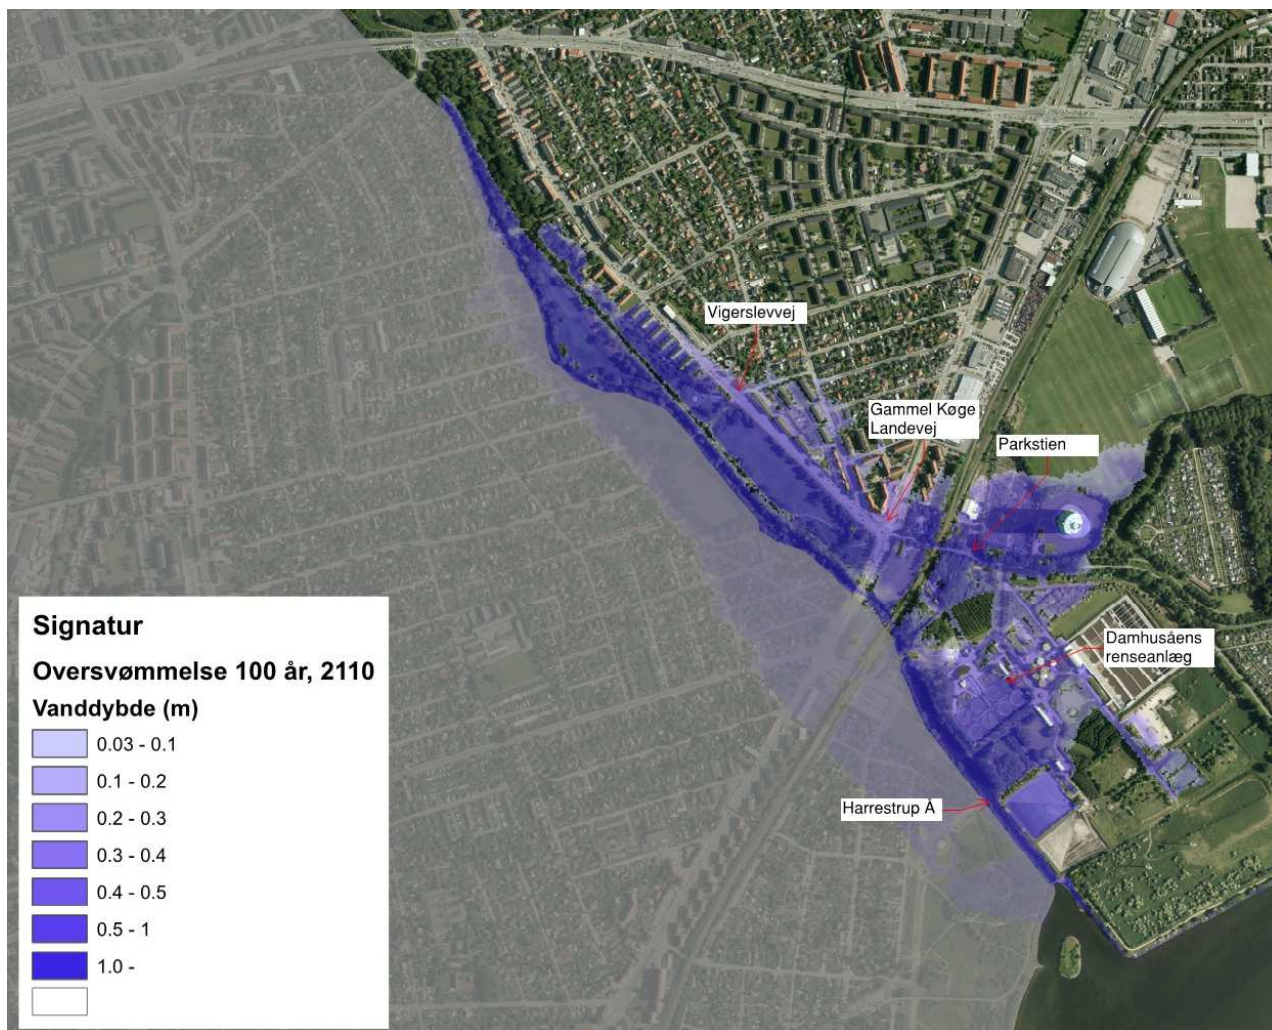 Vigerslevvej
Gammel Køge
Landevej
Parkstien
Damhusåens
renseanlæg
Harrestrup Å
Signatur
Oversvømmelse 100 år, 2110
Vanddybde (m)
0.03 - 0.1
0.1 - 0.2
0.2 - 0.3
0.3 - 0.4
0.4 - 0.5
0.5 - 1
1.0 -